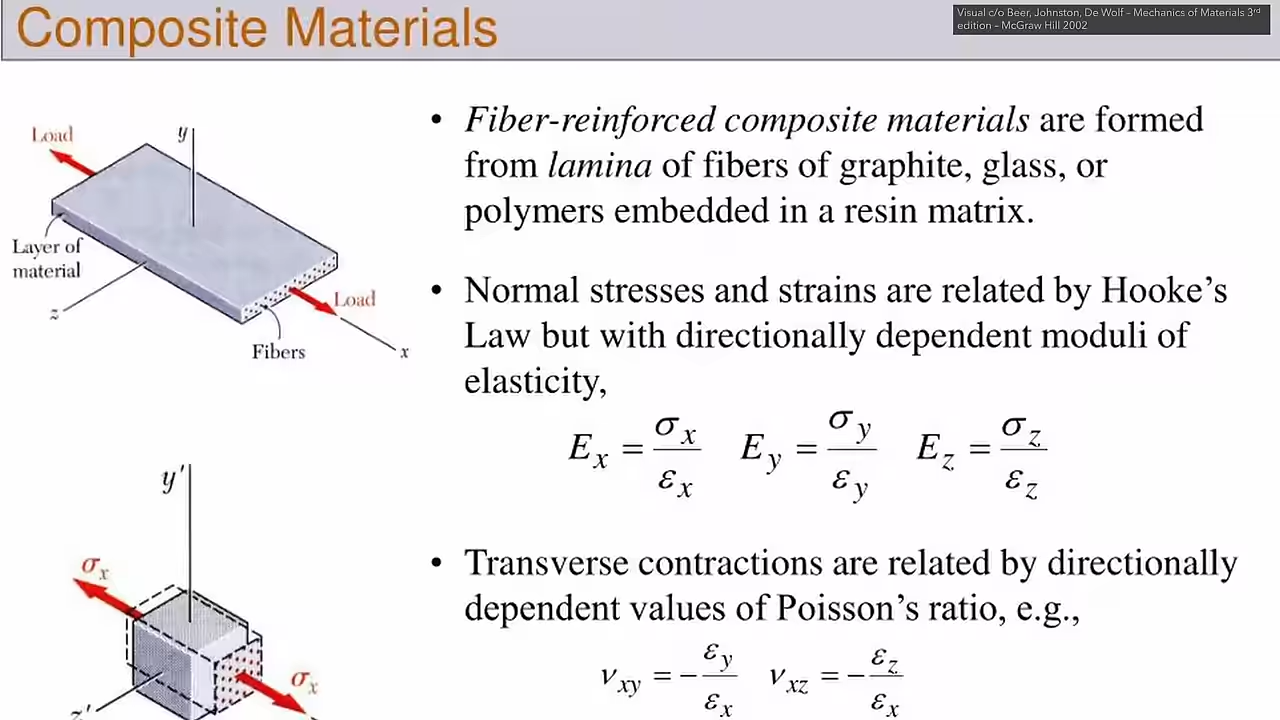 Composite Materials
Visual c/o Beer, Johnston, De Wolf – Mechanics of Materials 3rd
edition – McGraw Hill 2002
Load
y
Layer of
material
z
Load
Fibers
x
• Fiber-reinforced composite materials are formed
from lamina of fibers of graphite, glass, or
polymers embedded in a resin matrix.
• Normal stresses and strains are related by Hooke’s
Law but with directionally dependent moduli of
elasticity,
E_x = σ_x / ε_x E_y = σ_y / ε_y E_z = σ_z / ε_z
• Transverse contractions are related by directionally
dependent values of Poisson’s ratio, e.g.,
ν_xy = − ε_y / ε_x ν_xz = − ε_z / ε_x
y′
σ_x
σ_x
z′